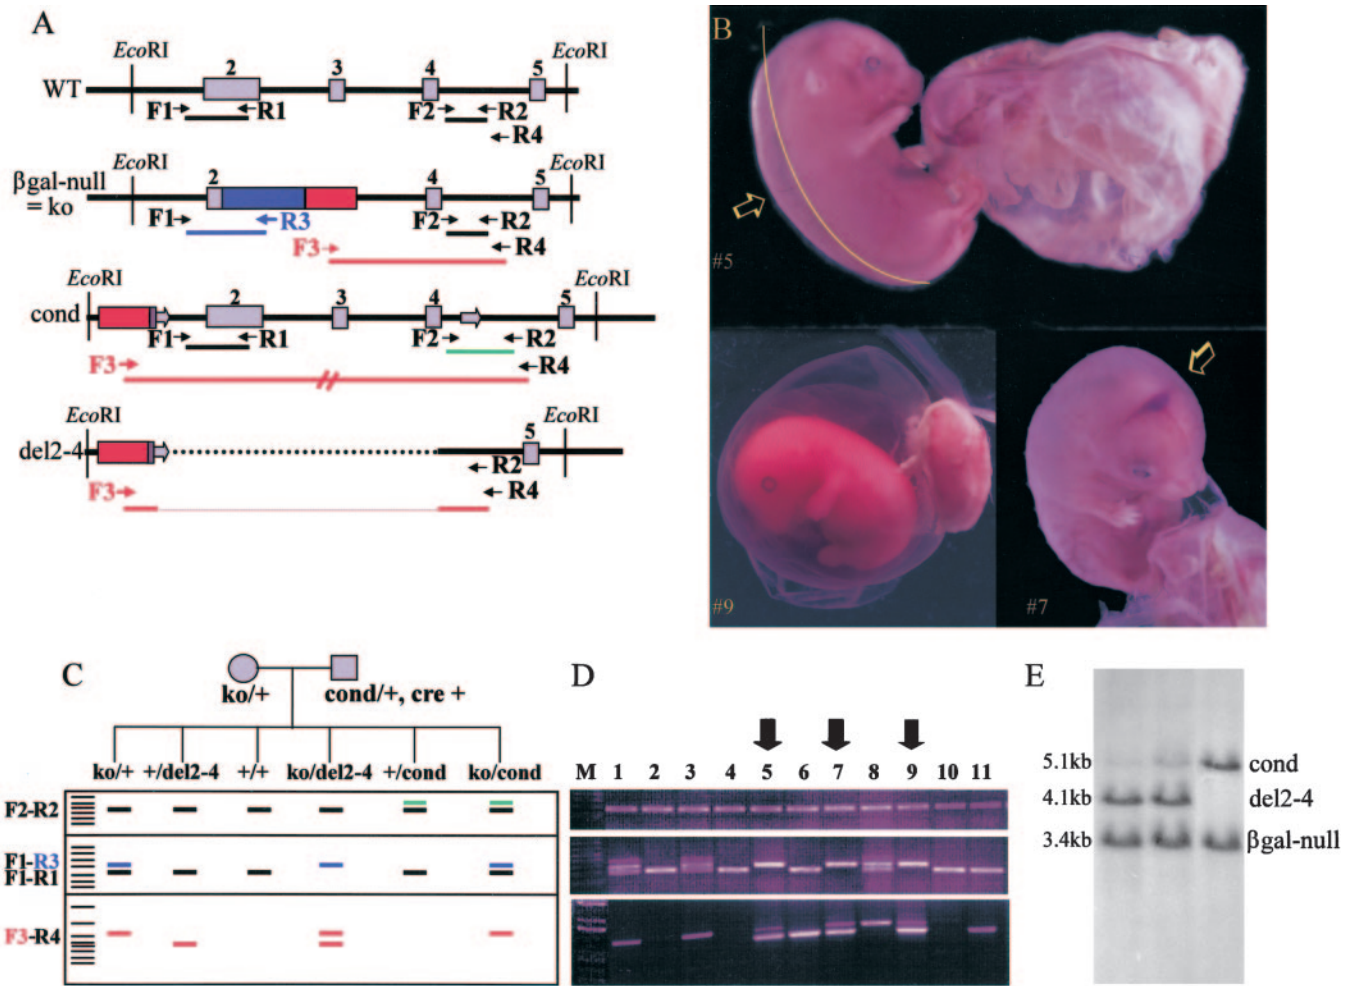 A
EcoRI
EcoRI
WT
2
3
4
5
F1
R1
F2
R2
R4
EcoRI
EcoRI
βgal-null
= ko
2
4
5
F1
R3
F2
R2
F3
R4
EcoRI
EcoRI
cond
2
3
4
5
F1
R1
F2
R2
F3
R4
EcoRI
EcoRI
del2-4
5
R2
F3
R4
B
#5
#9
#7
C
ko/+
cond/+, cre +
ko/+ +/del2-4 +/+ ko/del2-4 +/cond ko/cond
F2-R2
F1-R3
F1-R1
F3-R4
D
M 1 2 3 4 5 6 7 8 9 10 11
E
5.1kb cond
4.1kb del2-4
3.4kb βgal-null